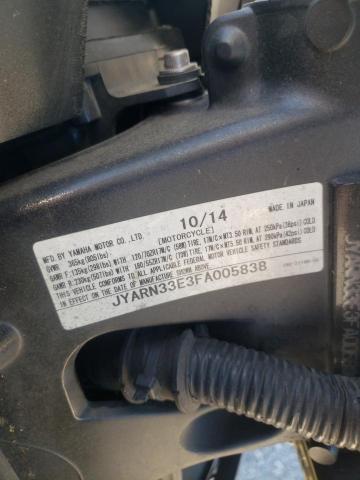 10/14
MADE IN JAPAN
MFD.BY YAMAHA MOTOR CO.,LTD. [MOTORCYCLE]
GVWR: 365kg(805lbs)
GAWR F:135kg(298lbs)WITH 120/70ZR17M/C (58W)TIRE, 17M/C×MT3.50 RIM, AT 250kPa(36psi)COLD
GAWR R:230kg(507lbs)WITH 180/55ZR17M/C (73W)TIRE, 17M/C×MT5.50 RIM, AT 290kPa(42psi)COLD
THIS VEHICLE CONFORMS TO ALL APPLICABLE FEDERAL MOTOR VEHICLE SAFETY STANDARDS
IN EFFECT ON THE DATE OF MANUFACTURE SHOWN ABOVE.
JYARN33E3FA005838